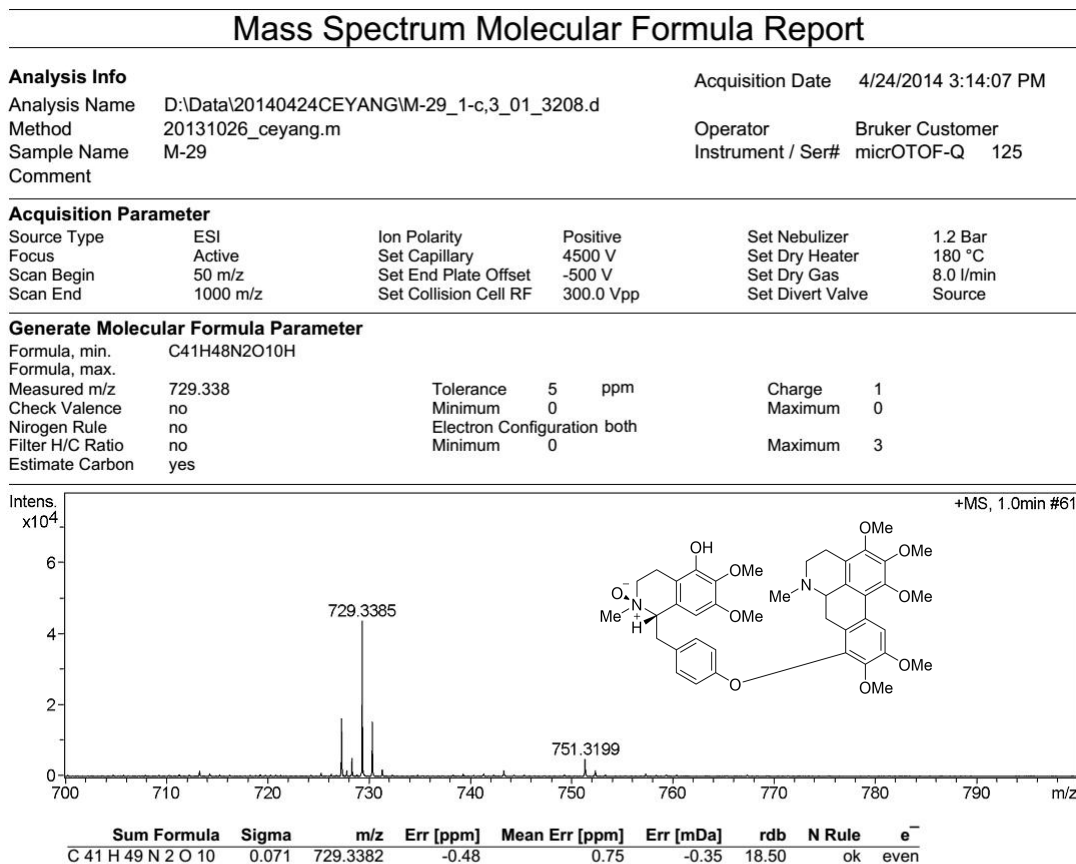 Mass Spectrum Molecular Formula Report
Analysis Info
Acquisition Date 4/24/2014 3:14:07 PM
Analysis Name D:\Data\20140424CEYANG\M-29_1-c,3_01_3208.d
Method 20131026_ceyang.m Operator Bruker Customer
Sample Name M-29 Instrument / Ser# micrOTOF-Q 125
Comment
Acquisition Parameter
Source Type ESI Ion Polarity Positive Set Nebulizer 1.2 Bar
Focus Active Set Capillary 4500 V Set Dry Heater 180 °C
Scan Begin 50 m/z Set End Plate Offset -500 V Set Dry Gas 8.0 l/min
Scan End 1000 m/z Set Collision Cell RF 300.0 Vpp Set Divert Valve Source
Generate Molecular Formula Parameter
Formula, min. C41H48N2O10H
Formula, max.
Measured m/z 729.338 Tolerance 5 ppm Charge 1
Check Valence no Minimum 0 Maximum 0
Nirogen Rule no Electron Configuration both
Filter H/C Ratio no Minimum 0 Maximum 3
Estimate Carbon yes
Intens.
x10⁴
+MS, 1.0min #61
6
4
2
0
729.3385
751.3199
OH
OMe
OMe
O⁻
N⁺
Me
H
O
OMe
OMe
OMe
N
Me
OMe
OMe
700 710 720 730 740 750 760 770 780 790 m/z
Sum Formula Sigma m/z Err [ppm] Mean Err [ppm] Err [mDa] rdb N Rule e⁻
C 41 H 49 N 2 O 10 0.071 729.3382 -0.48 0.75 -0.35 18.50 ok even